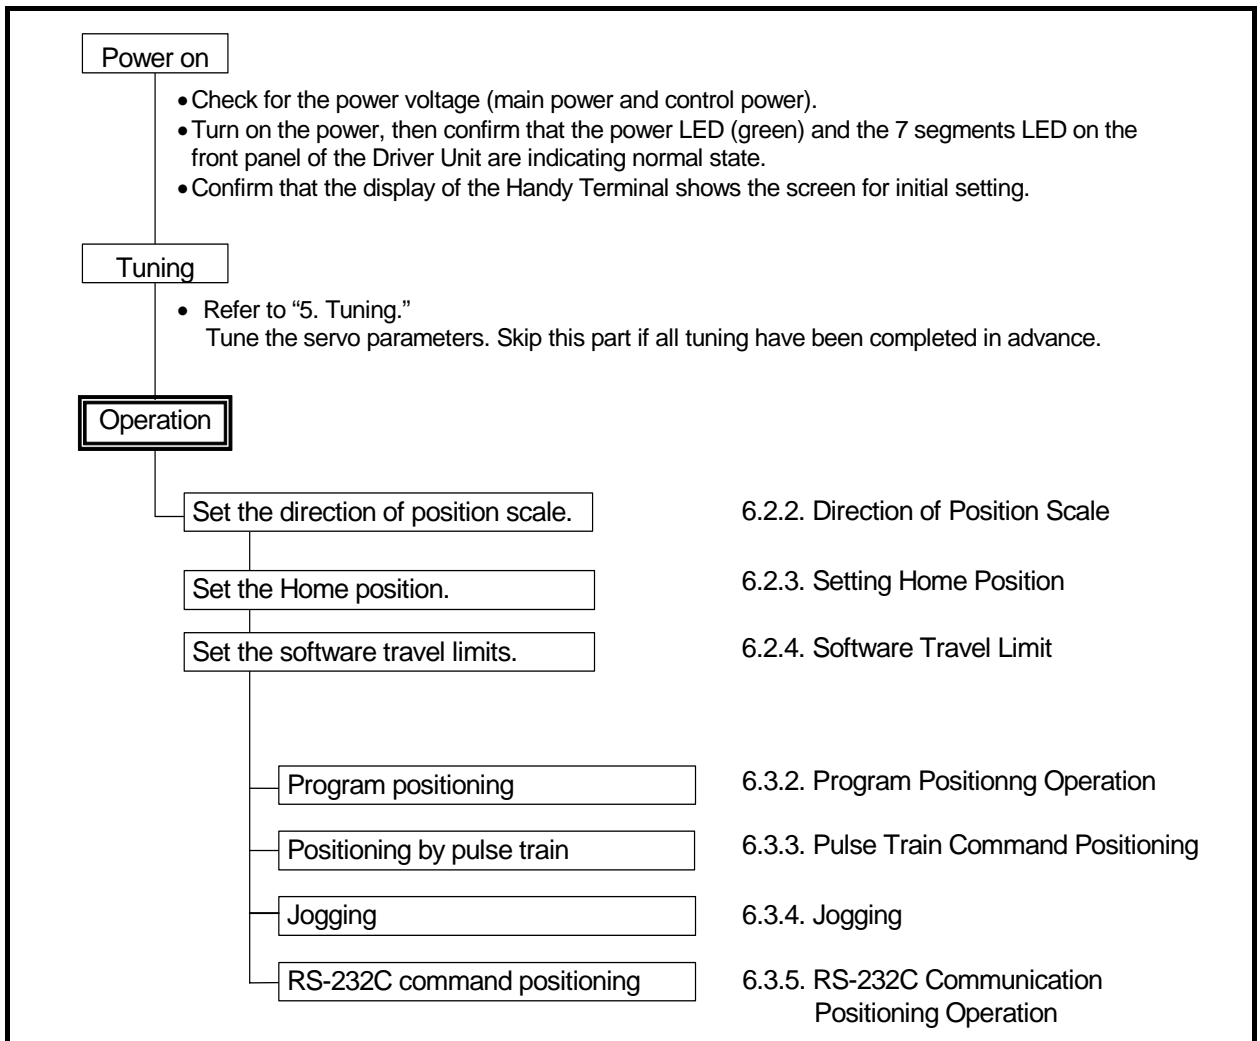 Power on
•Check for the power voltage (main power and control power).
•Turn on the power, then confirm that the power LED (green) and the 7 segments LED on the
front panel of the Driver Unit are indicating normal state.
•Confirm that the display of the Handy Terminal shows the screen for initial setting.
Tuning
• Refer to “5. Tuning.”
Tune the servo parameters. Skip this part if all tuning have been completed in advance.
Operation
Set the direction of position scale. 6.2.2. Direction of Position Scale
Set the Home position. 6.2.3. Setting Home Position
Set the software travel limits. 6.2.4. Software Travel Limit
Program positioning 6.3.2. Program Positionng Operation
Positioning by pulse train 6.3.3. Pulse Train Command Positioning
Jogging 6.3.4. Jogging
RS-232C command positioning 6.3.5. RS-232C Communication
Positioning Operation